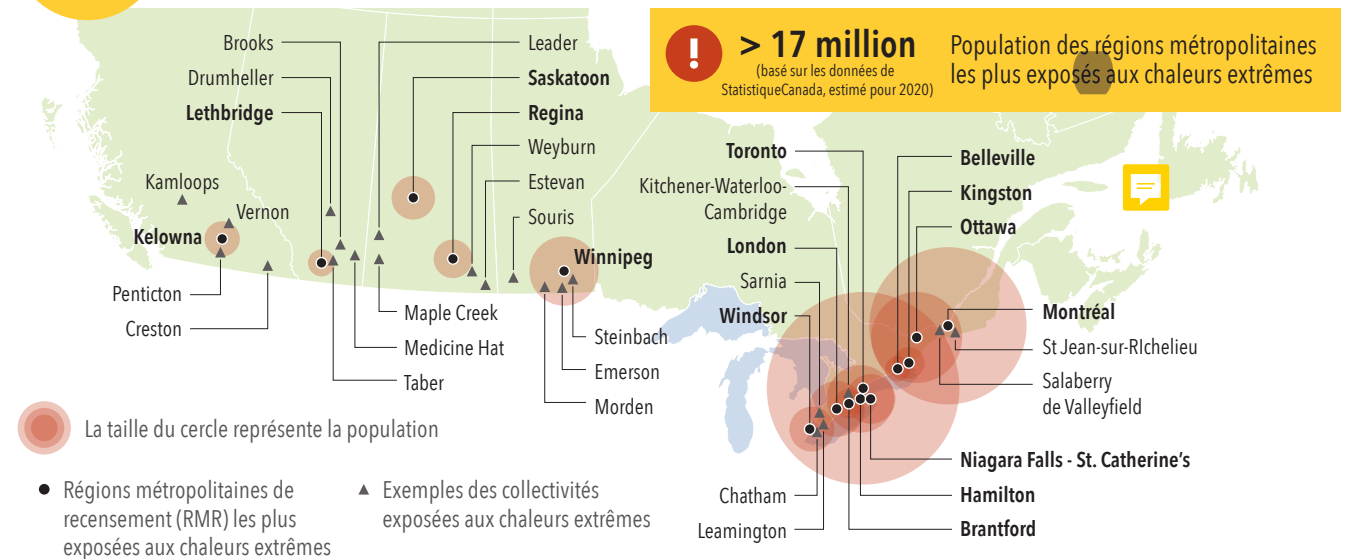 > 17 million
(basé sur les données de
StatistiqueCanada, estimé pour 2020)
Population des régions métropolitaines
les plus exposés aux chaleurs extrêmes
Brooks
Drumheller
Lethbridge
Leader
Saskatoon
Regina
Weyburn
Estevan
Souris
Kamloops
Vernon
Kelowna
Penticton
Creston
Winnipeg
Maple Creek
Medicine Hat
Taber
Steinbach
Emerson
Morden
Toronto
Kitchener-Waterloo-
Cambridge
London
Sarnia
Windsor
Belleville
Kingston
Ottawa
Montréal
St Jean-sur-RIchelieu
Salaberry
de Valleyfield
Niagara Falls - St. Catherine's
Hamilton
Brantford
Chatham
Leamington
La taille du cercle représente la population
Régions métropolitaines de
recensement (RMR) les plus
exposées aux chaleurs extrêmes
Exemples des collectivités
exposées aux chaleurs extrêmes